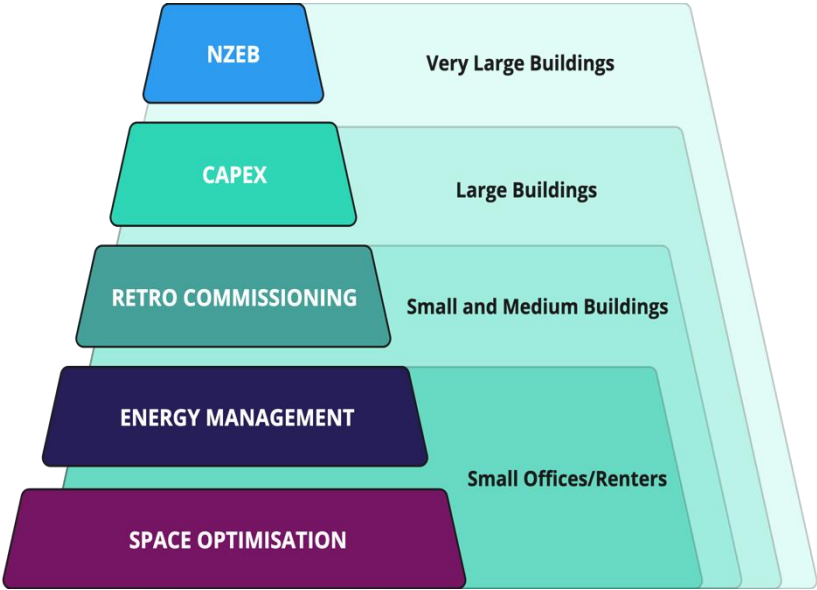 NZEB
Very Large Buildings
CAPEX
Large Buildings
RETRO COMMISSIONING
Small and Medium Buildings
ENERGY MANAGEMENT
Small Offices/Renters
SPACE OPTIMISATION